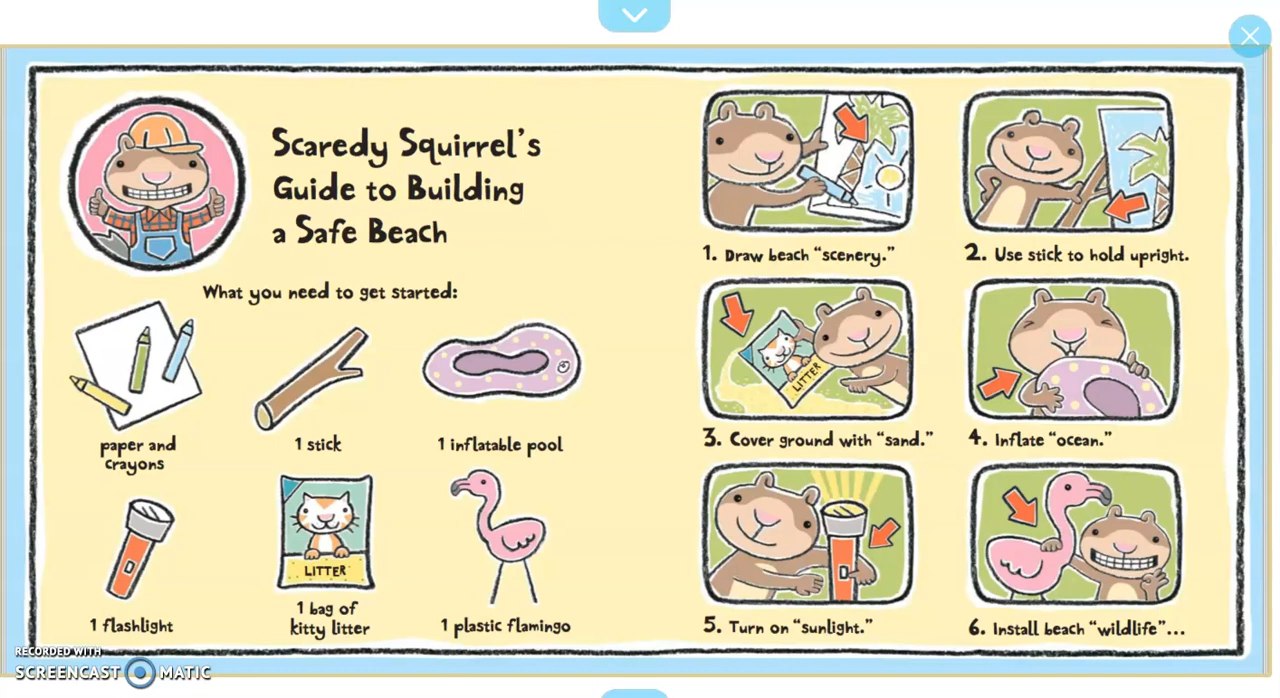 Scaredy Squirrel's
Guide to Building
a Safe Beach
What you need to get started:
paper and
crayons
1 stick
1 inflatable pool
LITTER
1 flashlight
1 bag of
kitty litter
1 plastic flamingo
1. Draw beach "scenery."
2. Use stick to hold upright.
LITTER
3. Cover ground with "sand."
4. Inflate "ocean."
5. Turn on "sunlight."
6. Install beach "wildlife"...
RECORDED WITH
SCREENCAST MATIC